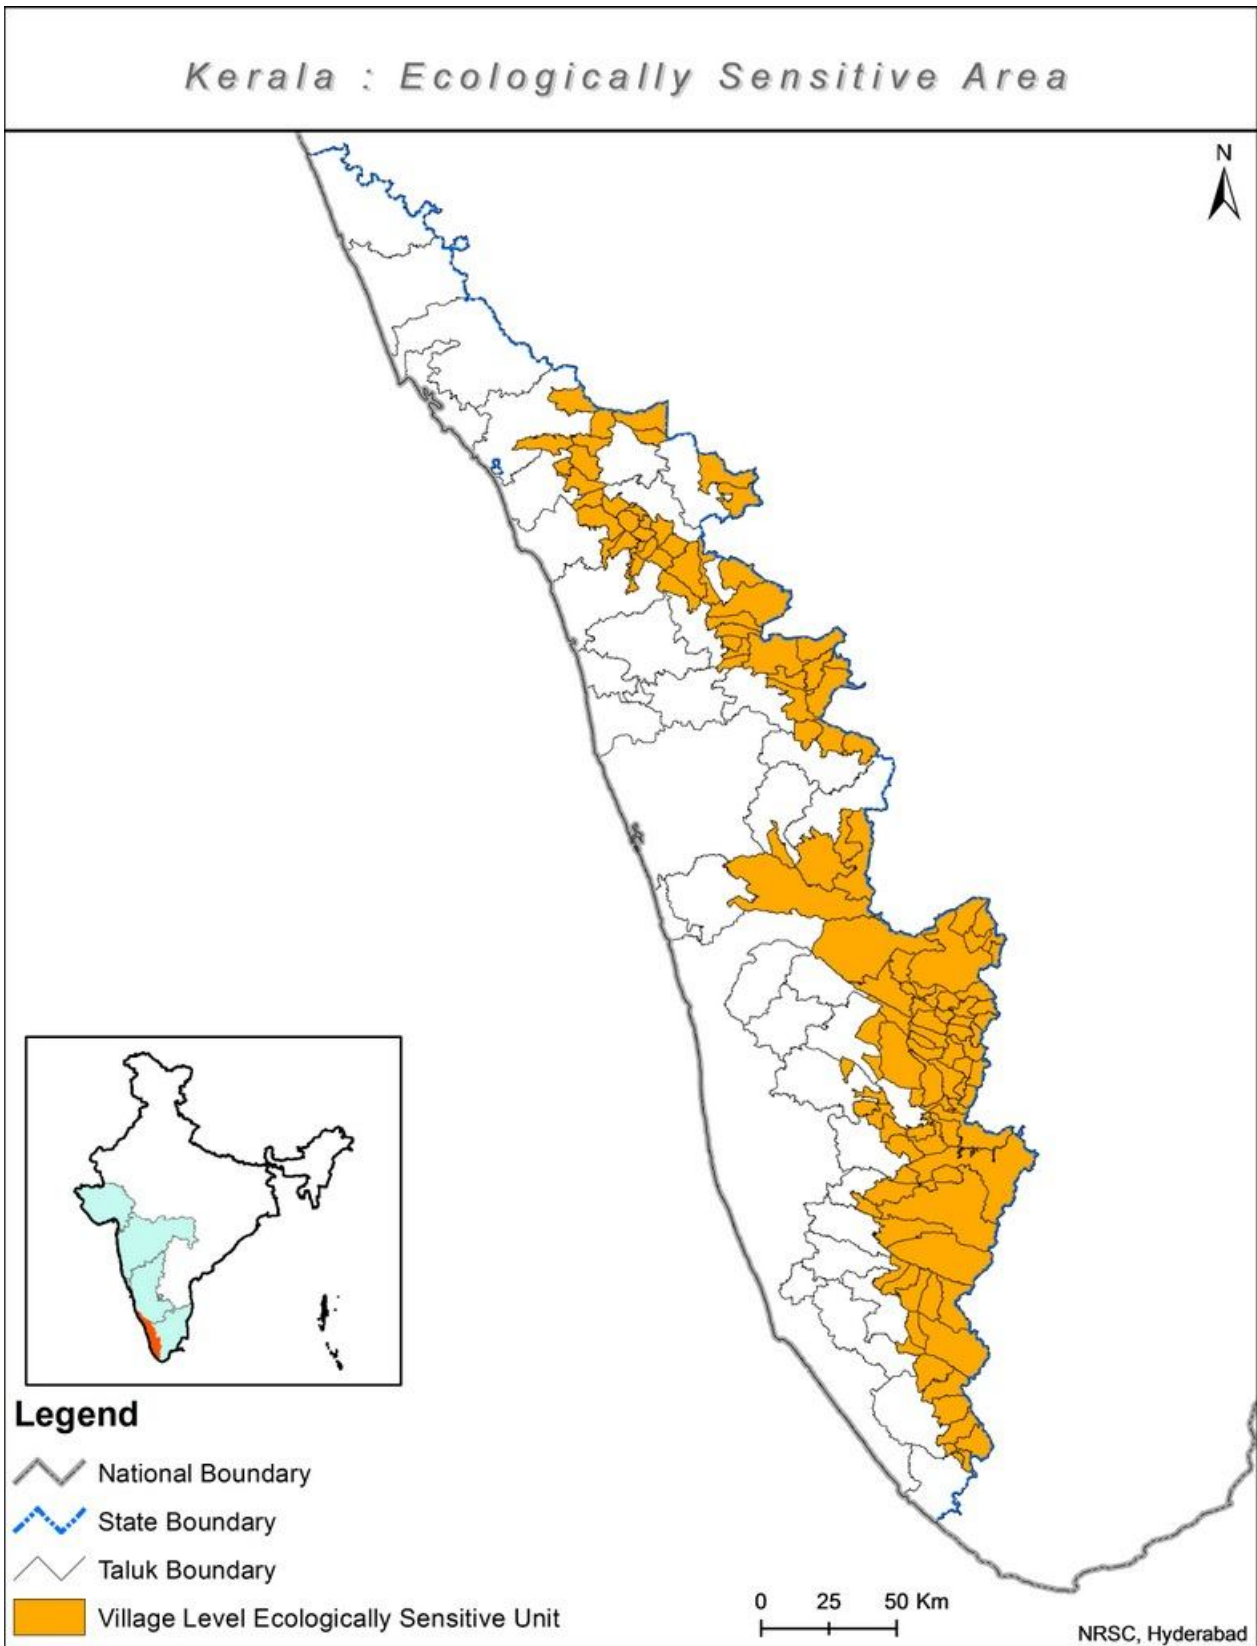 Kerala : Ecologically Sensitive Area
N
Legend
National Boundary
State Boundary
Taluk Boundary
Village Level Ecologically Sensitive Unit
0 25 50 Km
NRSC, Hyderabad